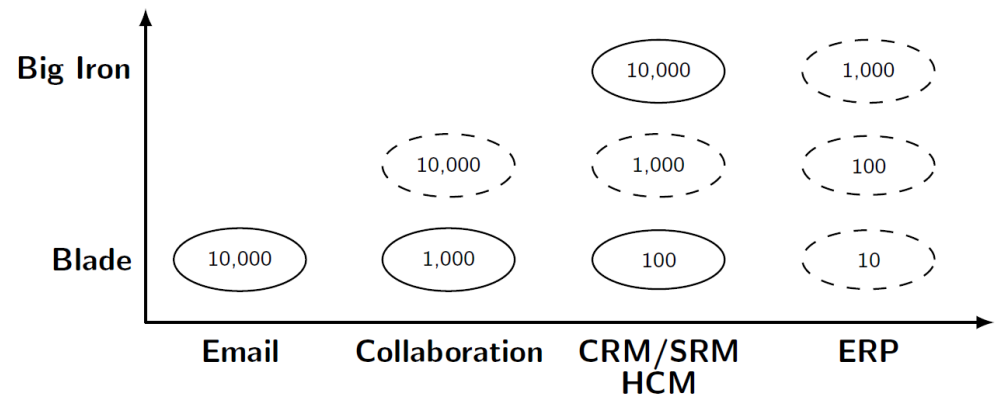 Big Iron
10,000
1,000
10,000
1,000
100
Blade
10,000
1,000
100
10
Email
Collaboration
CRM/SRM
HCM
ERP